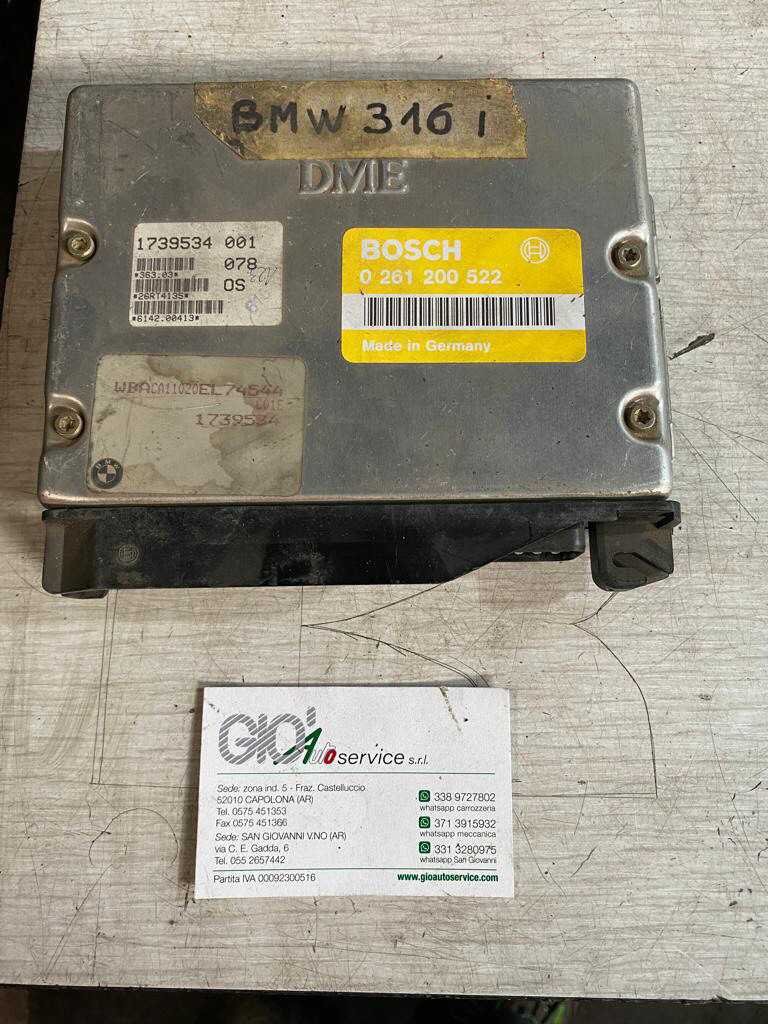 BMW 316 i
DME
1739534 001
078
*363.03*
OS
*26RT4135*
*6142.00413*
BOSCH
0 261 200 522
Made in Germany
WBACA11020EL74544
1739534
BMW
GIO' Autoservice s.r.l.
Sede: zona ind. 5 - Fraz. Castelluccio
52010 CAPOLONA (AR)
Tel. 0575 451353
Fax 0575 451366
Sede: SAN GIOVANNI V.NO (AR)
via C. E. Gadda, 6
Tel. 055 2657442
Partita IVA 00092300516
338 9727802
whatsapp carrozzeria
371 3915932
whatsapp meccanica
331 3280975
whatsapp San Giovanni
www.gioautoservice.com